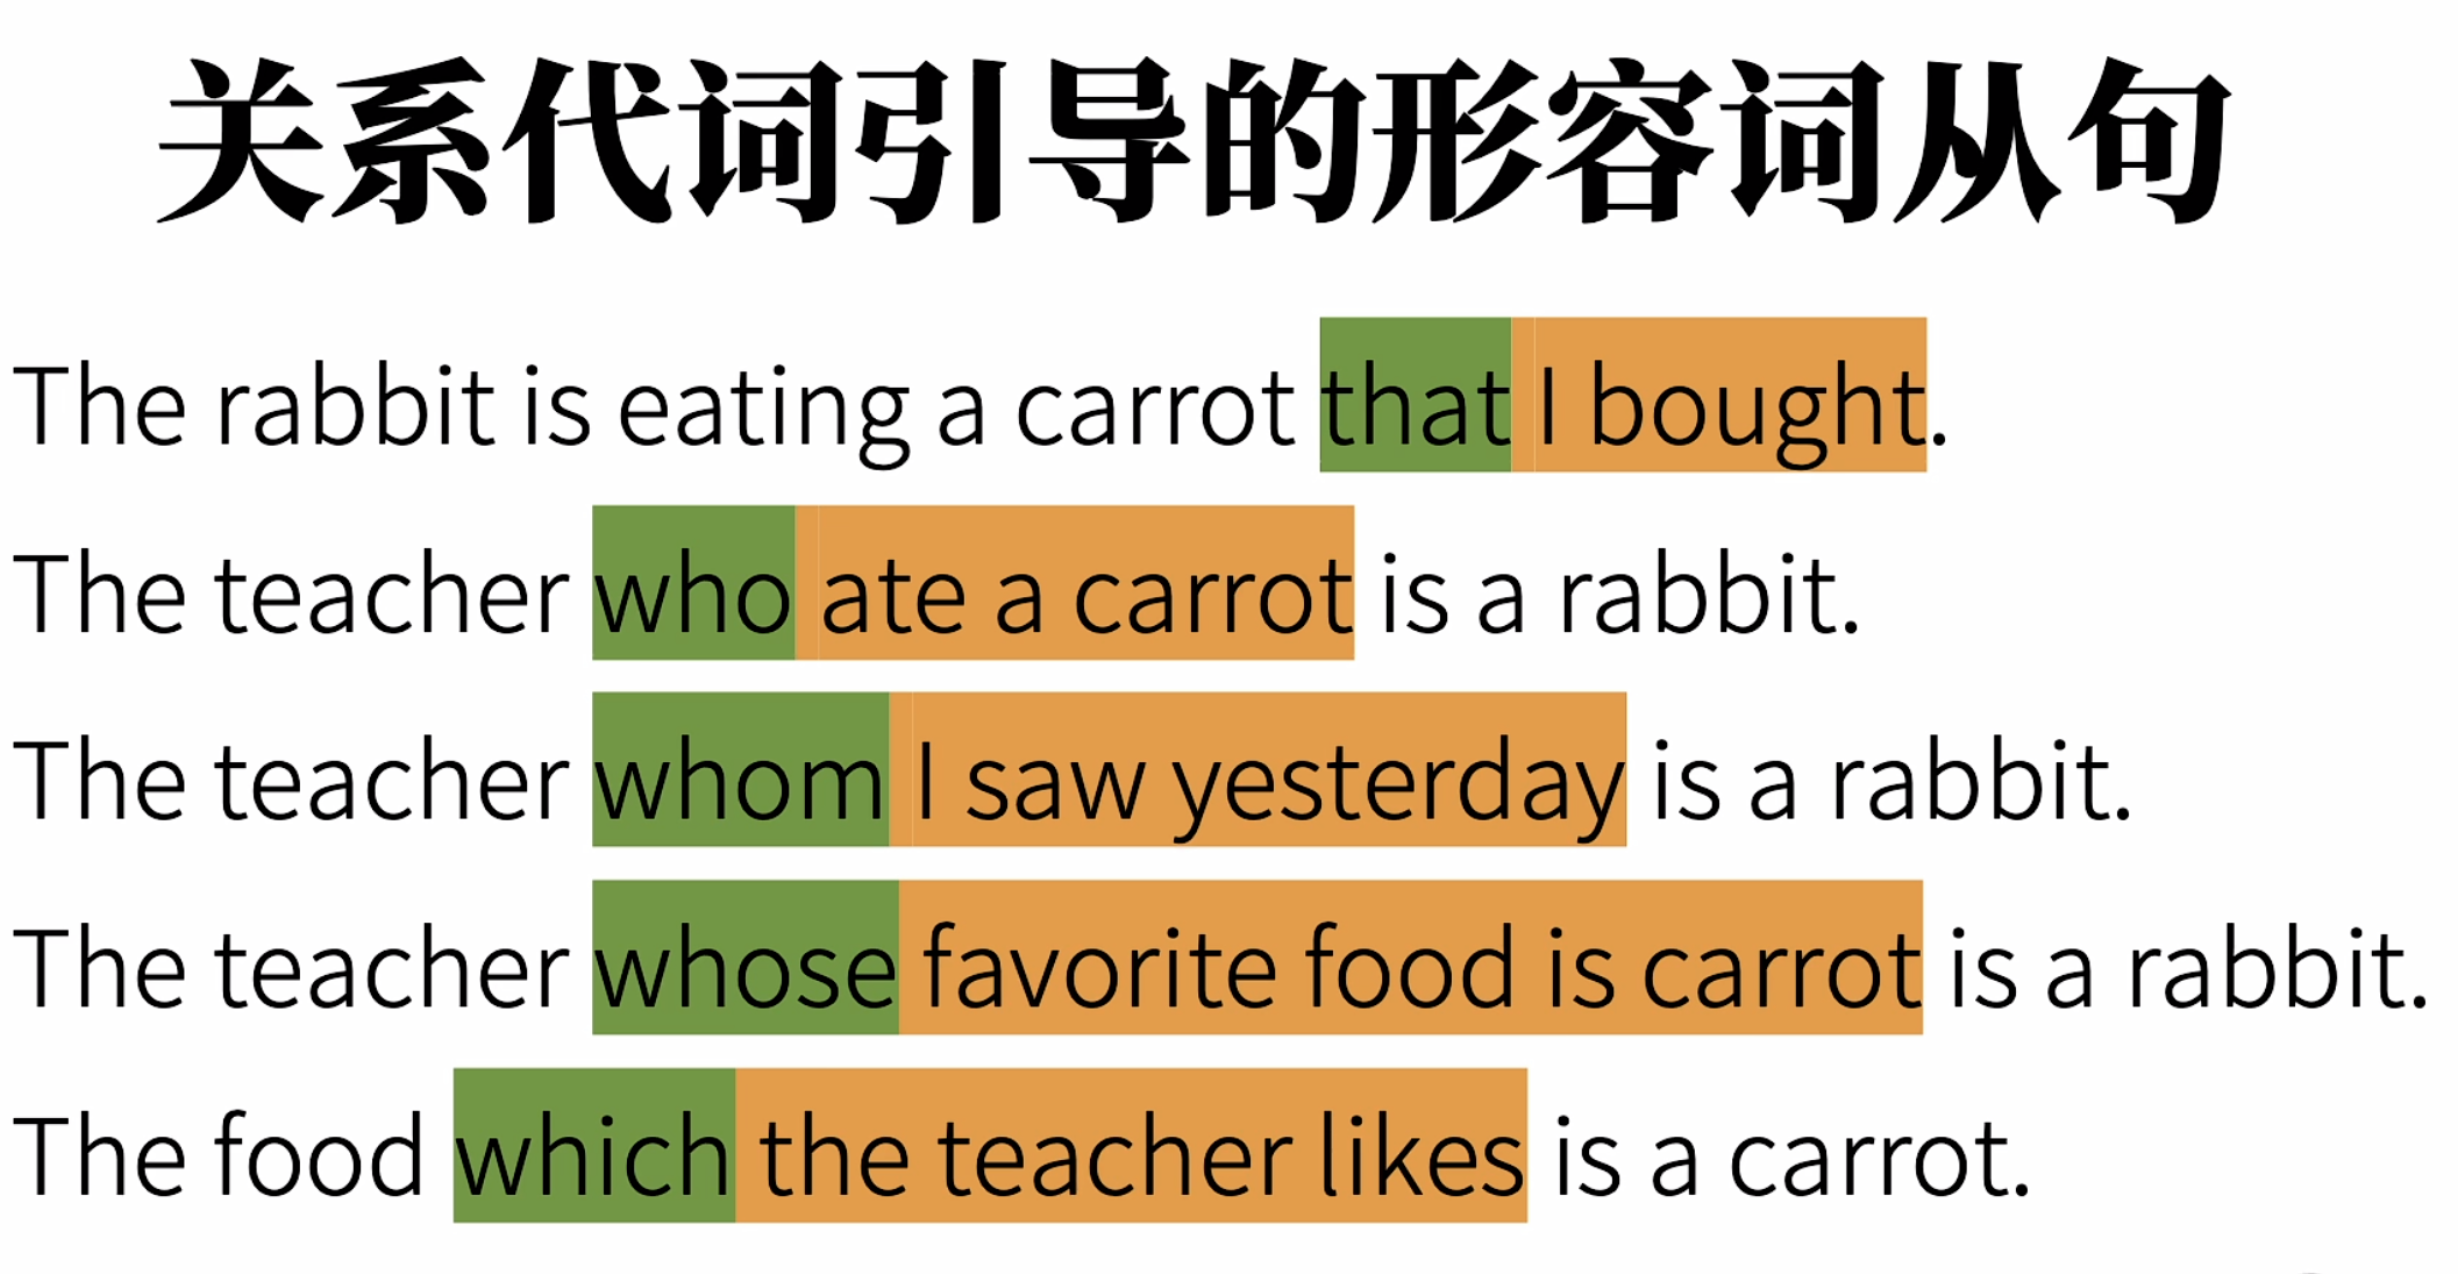 关系代词引导的形容词从句
The rabbit is eating a carrot that I bought.
The teacher who ate a carrot is a rabbit.
The teacher whom I saw yesterday is a rabbit.
The teacher whose favorite food is carrot is a rabbit.
The food which the teacher likes is a carrot.